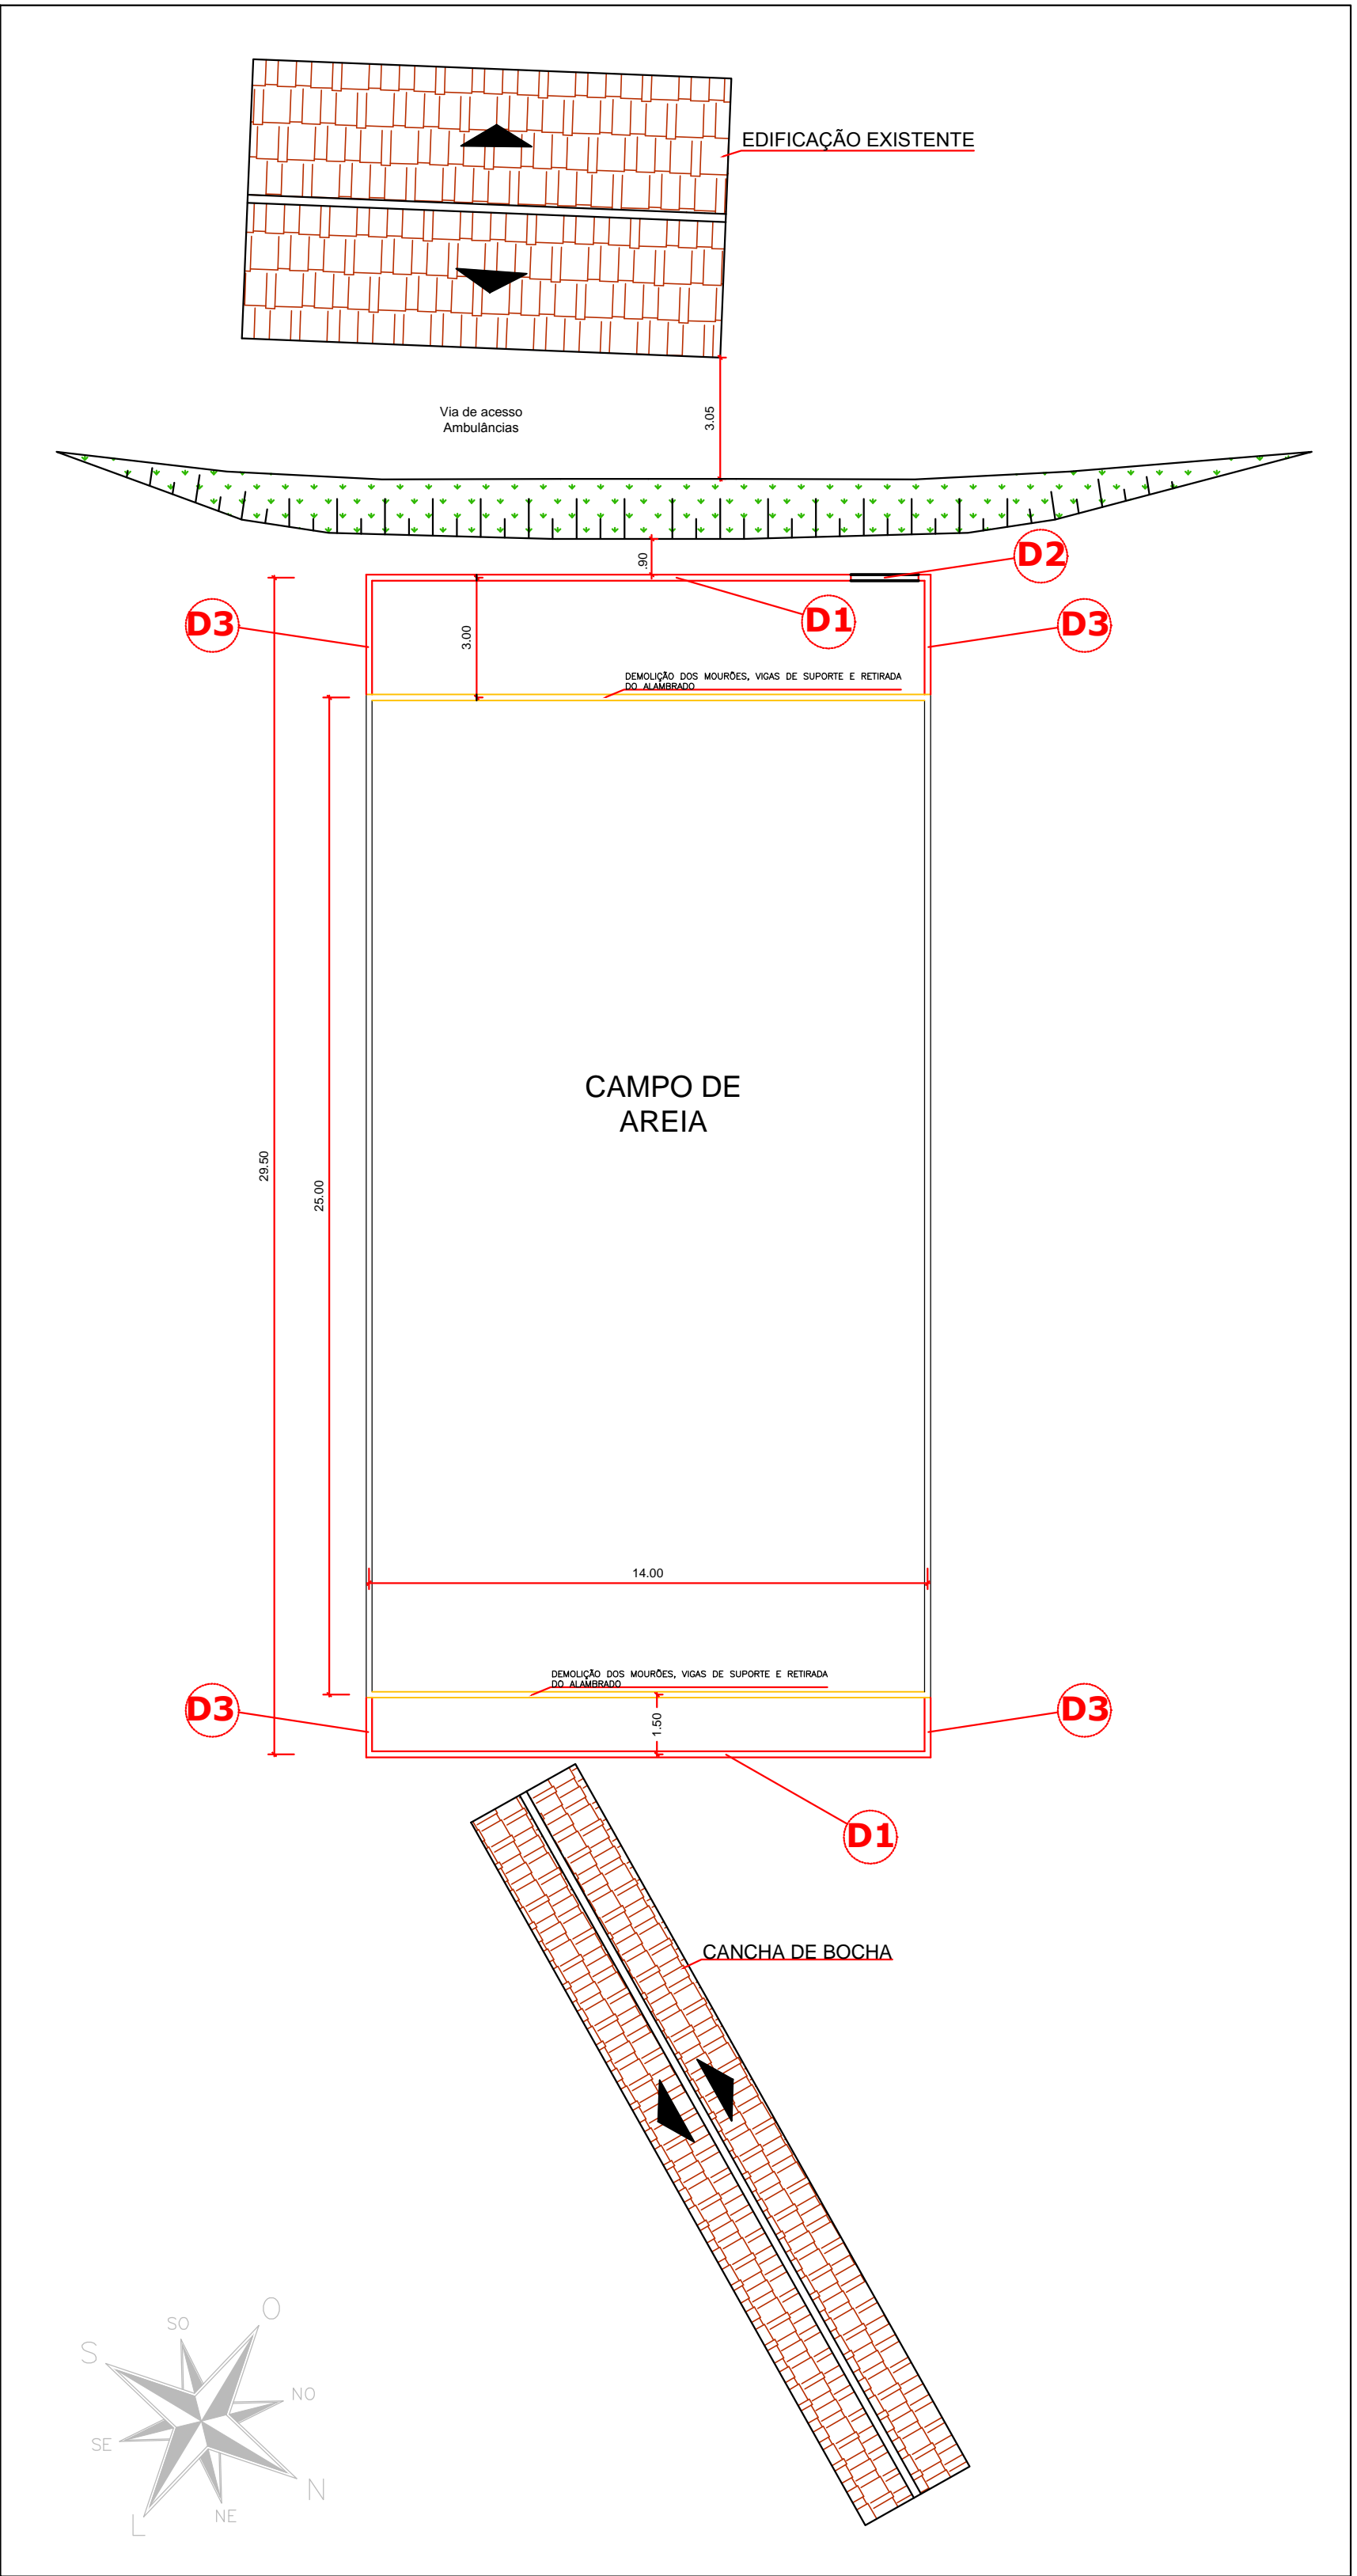 EDIFICAÇÃO EXISTENTE
Via de acesso
Ambulâncias
3.05
.90
D2
D1
D3
D3
3.00
DEMOLIÇÃO DOS MOURÕES, VIGAS DE SUPORTE E RETIRADA
DO ALAMBRADO
CAMPO DE
AREIA
29.50
25.00
14.00
DEMOLIÇÃO DOS MOURÕES, VIGAS DE SUPORTE E RETIRADA
DO ALAMBRADO
D3
1.50
D3
D1
CANCHA DE BOCHA
O
SO
S
NO
SE
N
NE
L